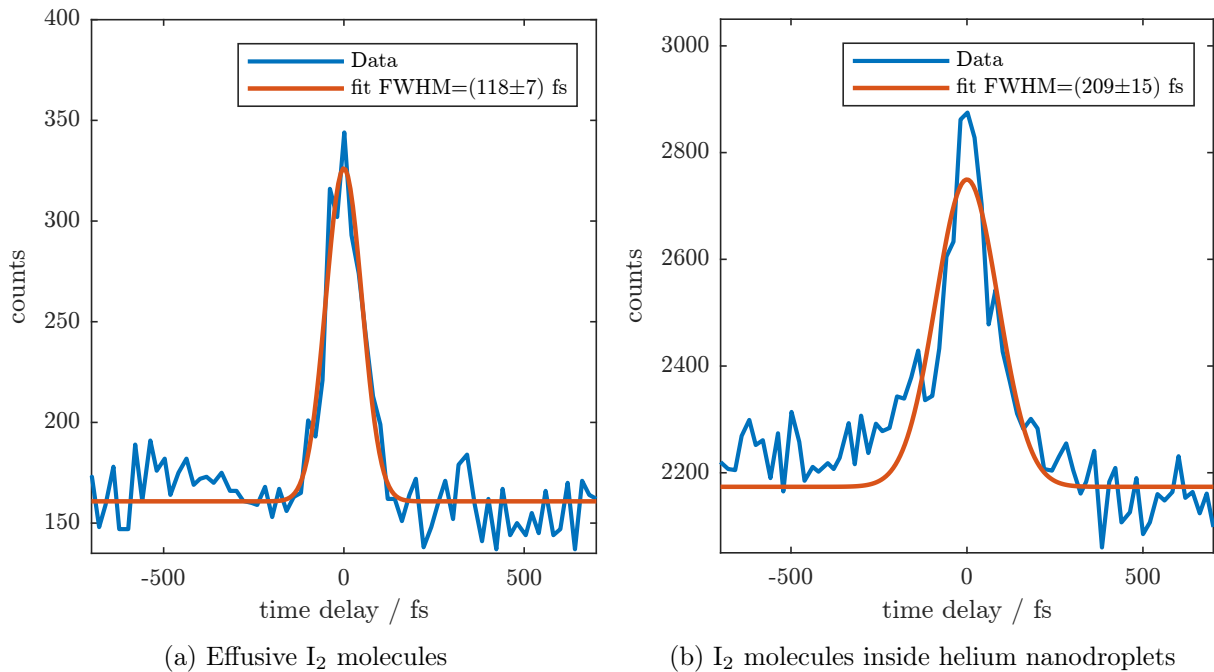 400
350
300
250
200
150
counts
Data
fit FWHM=(118±7) fs
-500 0 500
time delay / fs
(a) Effusive I₂ molecules
3000
2800
2600
2400
2200
counts
Data
fit FWHM=(209±15) fs
-500 0 500
time delay / fs
(b) I₂ molecules inside helium nanodroplets